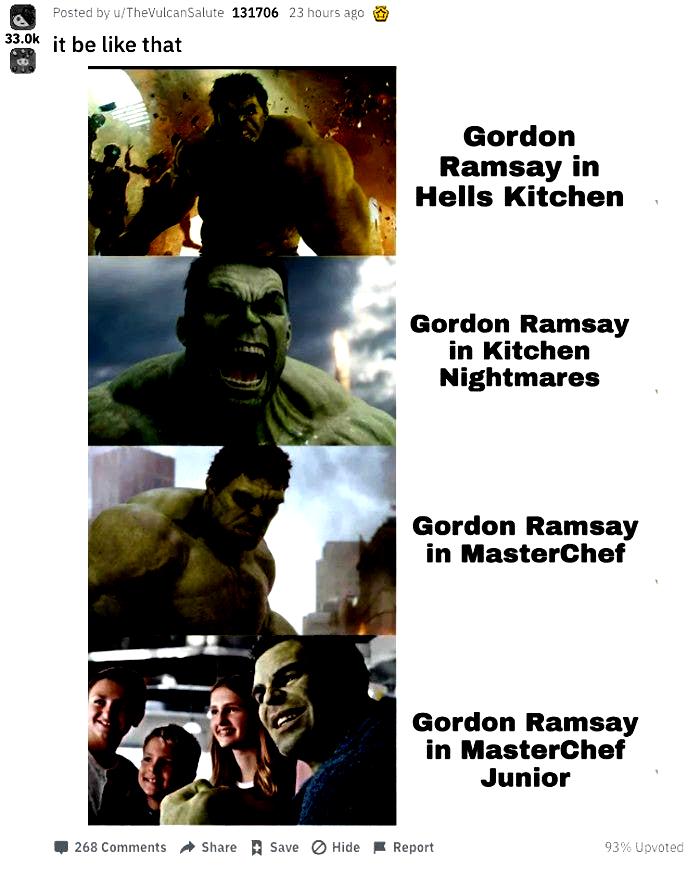 Posted by u/TheVulcanSalute 131706 23 hours ago
33.0k
it be like that
Gordon
Ramsay in
Hells Kitchen
Gordon Ramsay
in Kitchen
Nightmares
Gordon Ramsay
in MasterChef
Gordon Ramsay
in MasterChef
Junior
268 Comments Share Save Hide Report 93% Upvoted